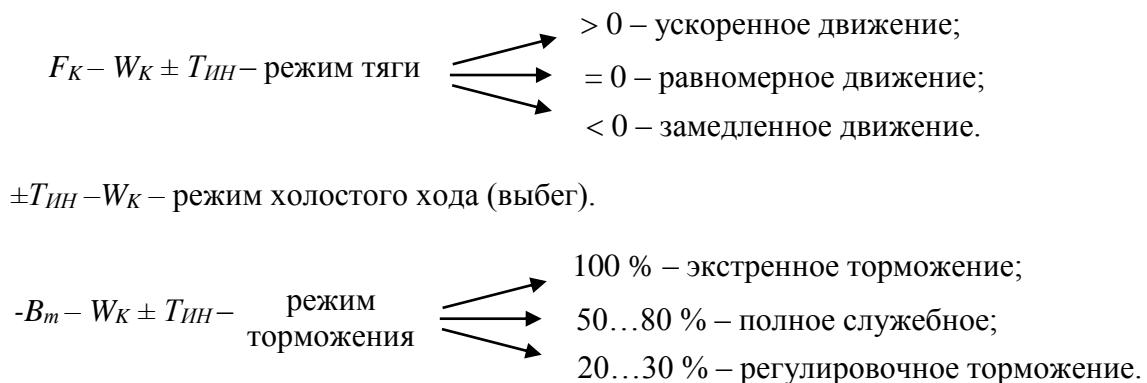 > 0 – ускоренное движение;
F_K – W_K ± T_ИН – режим тяги
= 0 – равномерное движение;
< 0 – замедленное движение.
±T_ИН – W_K – режим холостого хода (выбег).
100 % – экстренное торможение;
-B_m – W_K ± T_ИН – режим торможения
50…80 % – полное служебное;
20…30 % – регулировочное торможение.